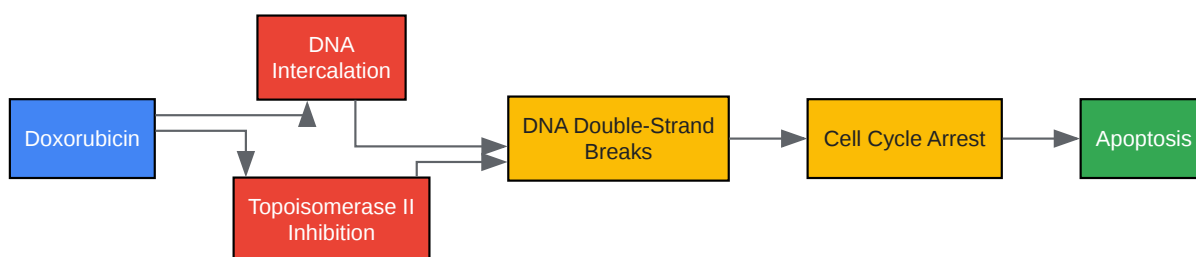 Doxorubicin
DNA
Intercalation
Topoisomerase II
Inhibition
DNA Double-Strand
Breaks
Cell Cycle Arrest
Apoptosis